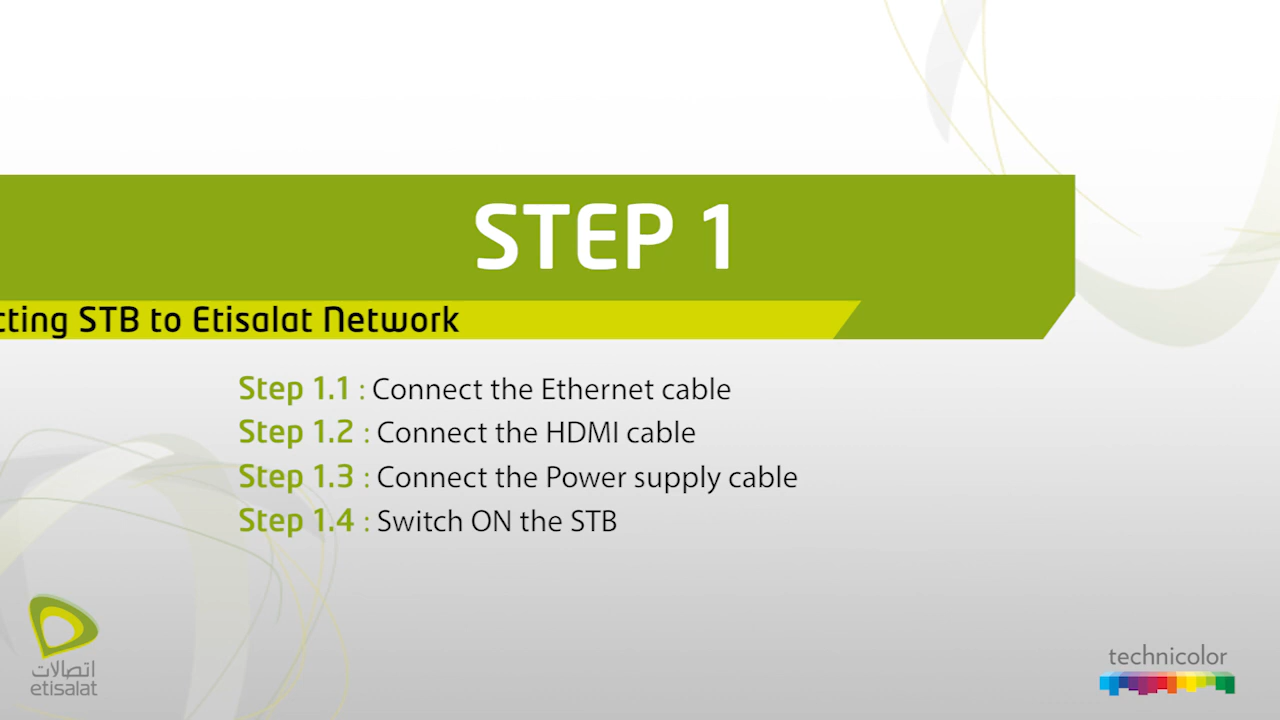 STEP 1
cting STB to Etisalat Network
Step 1.1 : Connect the Ethernet cable
Step 1.2 : Connect the HDMI cable
Step 1.3 : Connect the Power supply cable
Step 1.4 : Switch ON the STB
اتصالات
etisalat
technicolor